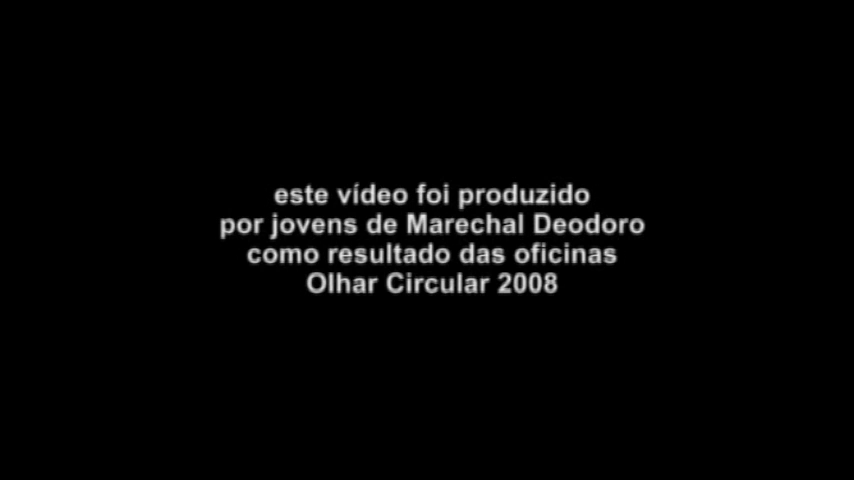 este vídeo foi produzido
por jovens de Marechal Deodoro
como resultado das oficinas
Olhar Circular 2008